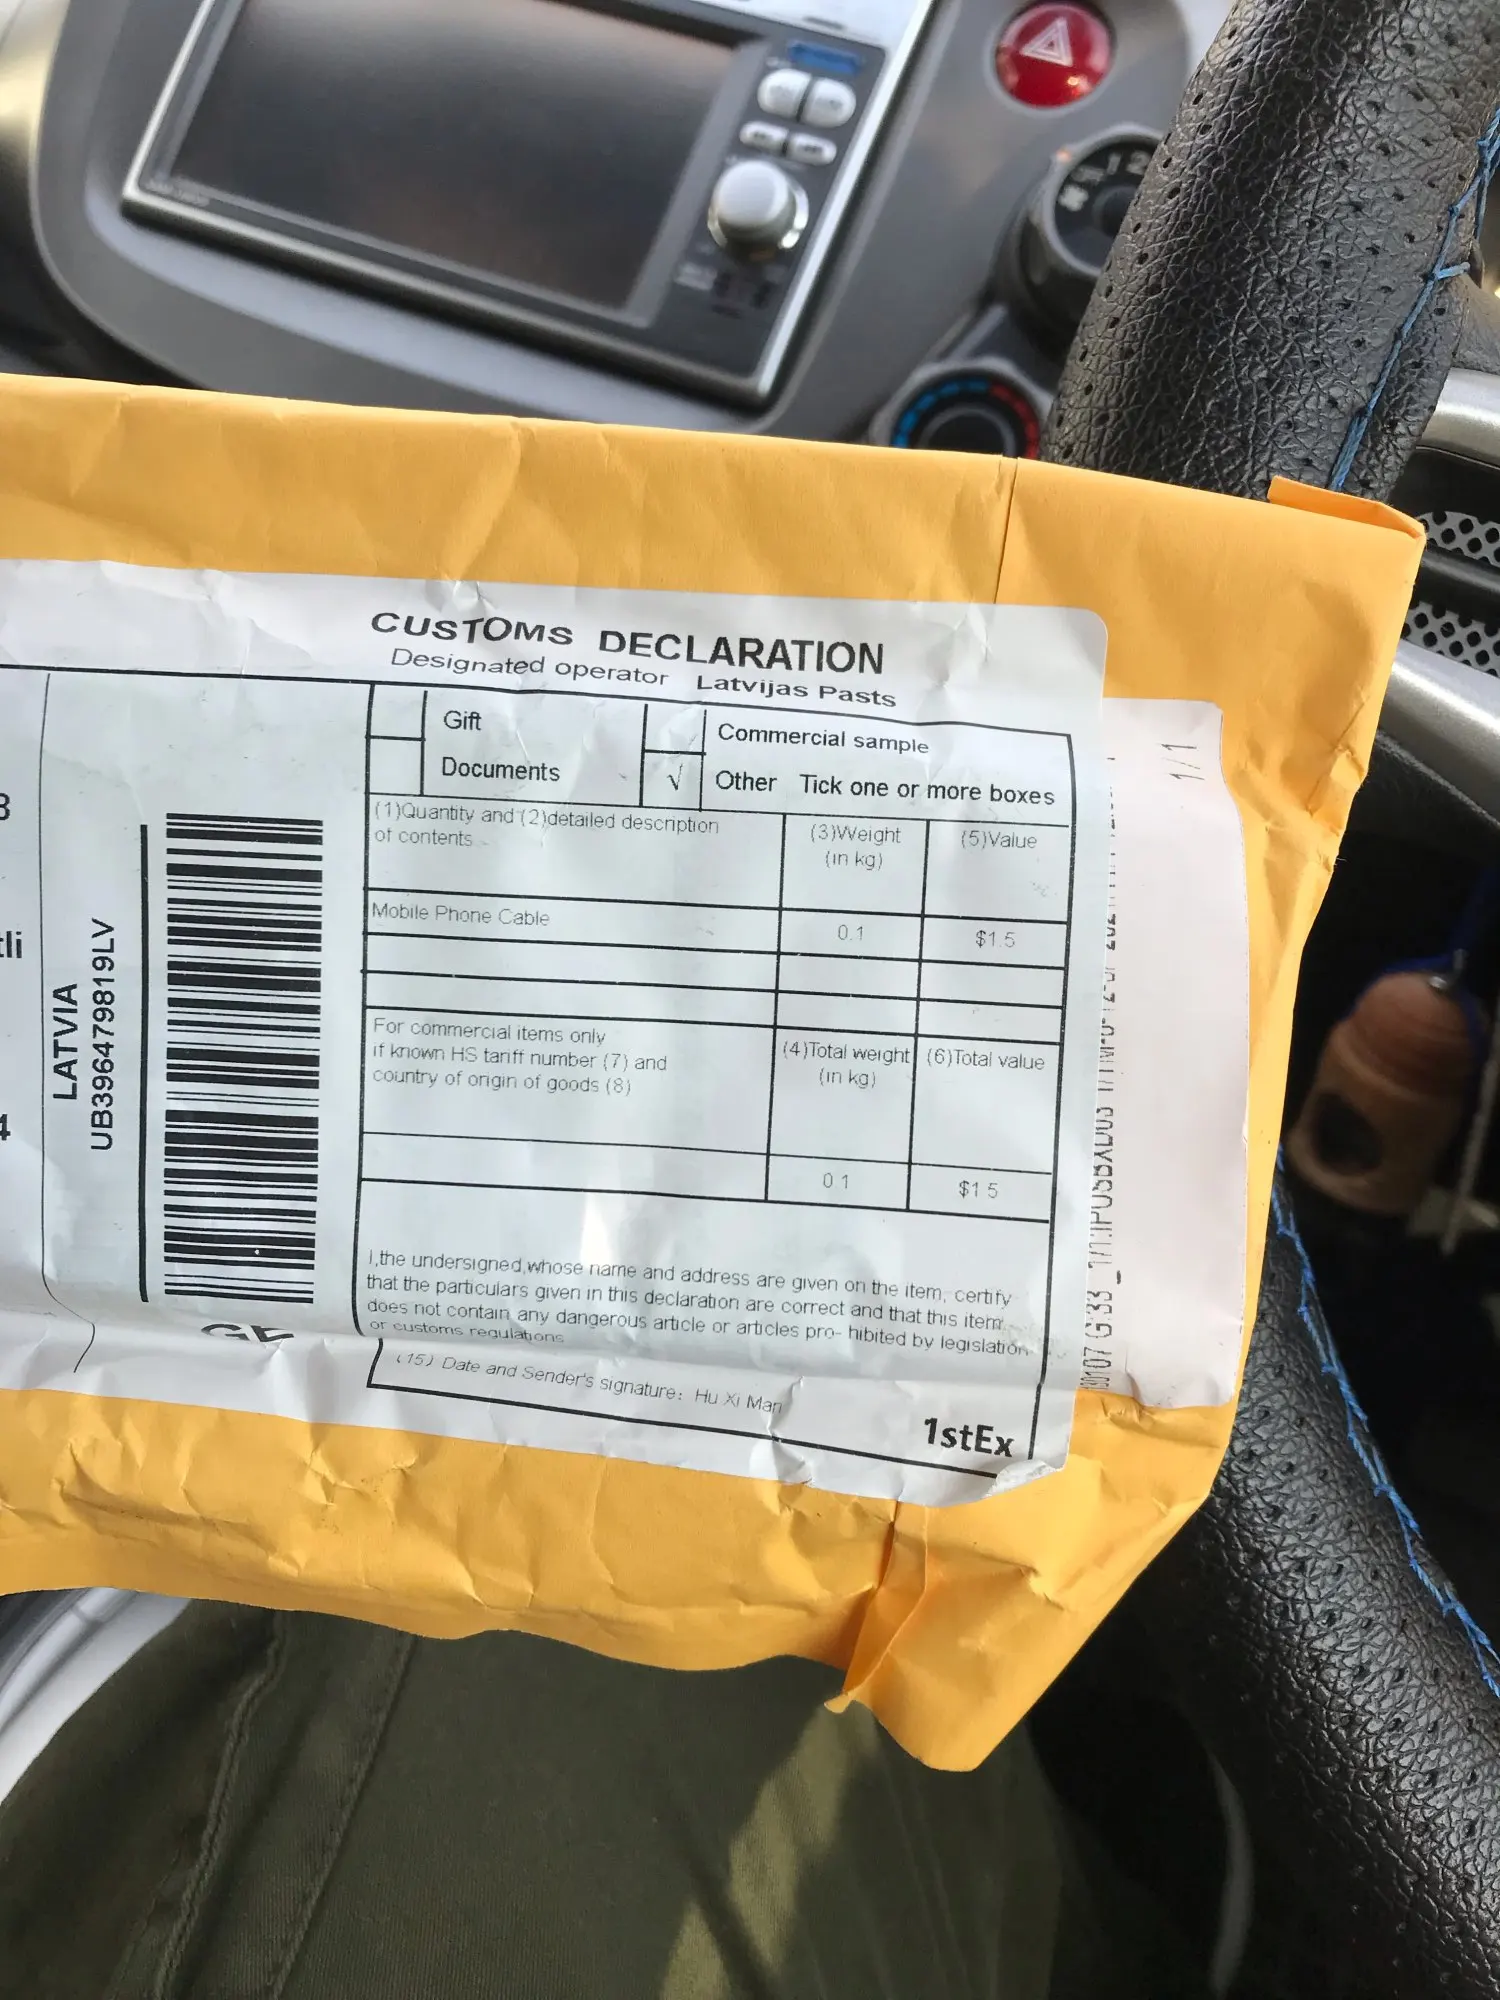 CUSTOMS DECLARATION
Designated operator Latvijas Pasts
Gift
Commercial sample
Documents
√ Other Tick one or more boxes
(1)Quantity and (2)detailed description
of contents
(3)Weight
(in kg)
(5)Value
Mobile Phone Cable 0.1 $1.5
For commercial items only
if known HS tariff number (7) and
country of origin of goods (8)
(4)Total weight
(in kg)
(6)Total value
0.1 $1.5
I,the undersigned,whose name and address are given on the item, certify
that the particulars given in this declaration are correct and that this item
does not contain any dangerous article or articles pro- hibited by legislation
or customs regulations
(15) Date and Sender's signature: Hu Xi Man
1stEx
LATVIA
UB396479819LV
1/1
1 2